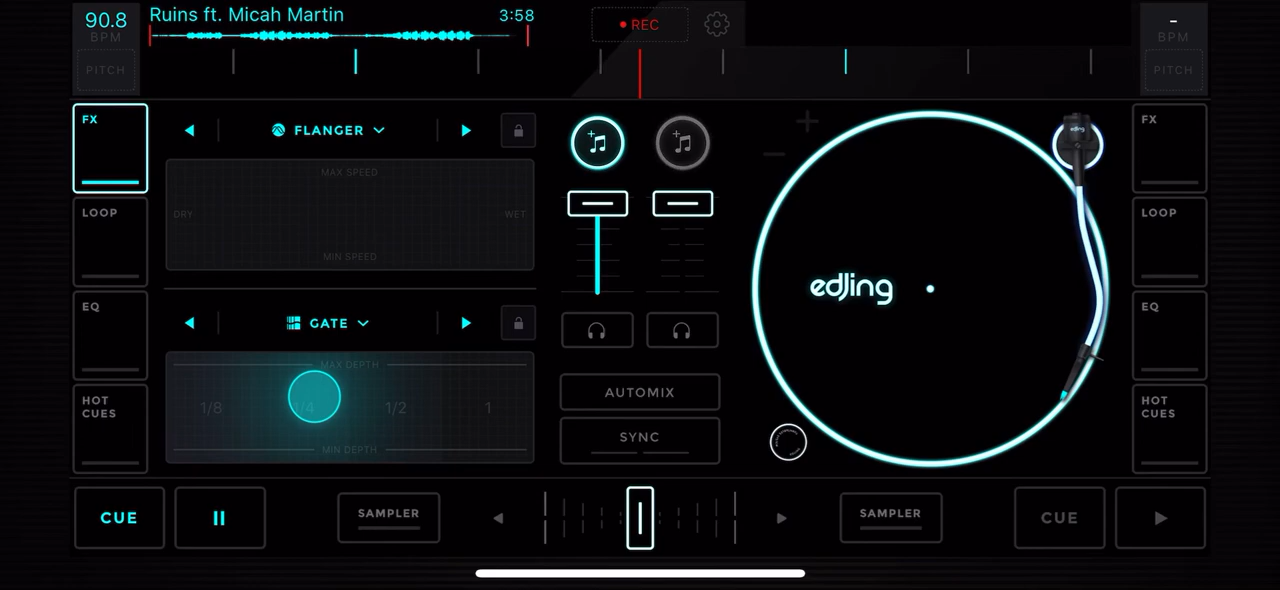 90.8
BPM
PITCH
Ruins ft. Micah Martin
3:58
REC
-
BPM
PITCH
FX
LOOP
EQ
HOT
CUES
FLANGER
MAX SPEED
DRY
WET
MIN SPEED
GATE
MAX DEPTH
1/8
1/4
1/2
1
MIN DEPTH
AUTOMIX
SYNC
edjing
edjing
FX
LOOP
EQ
HOT
CUES
CUE
SAMPLER
SAMPLER
CUE